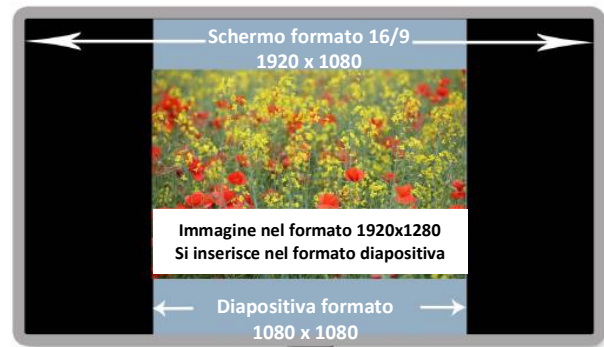 Schermo formato 16/9
1920 x 1080
Immagine nel formato 1920x1280
Si inserisce nel formato diapositiva
Diapositiva formato
1080 x 1080